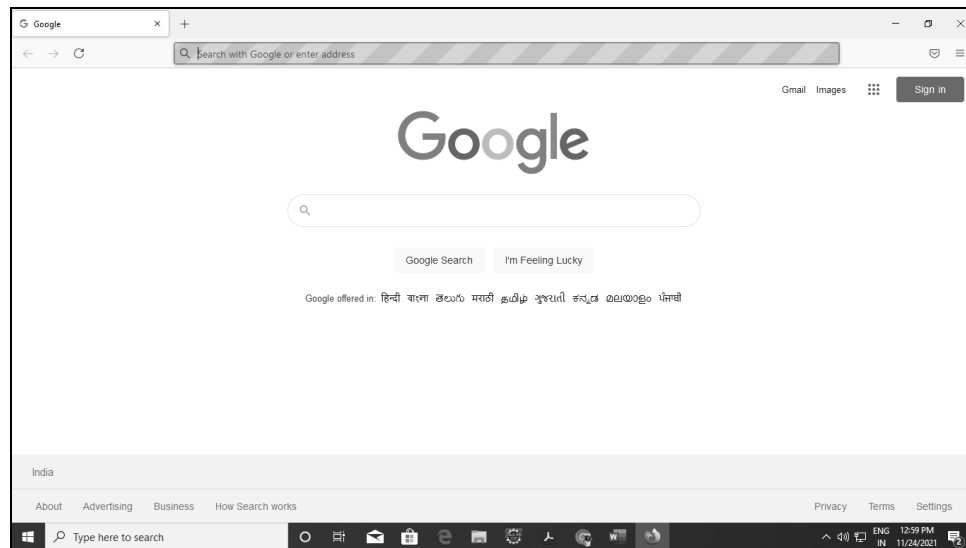 G Google
Search with Google or enter address
Gmail Images Sign in
Google
Google Search I'm Feeling Lucky
Google offered in: हिन्दी বাংলা తెలుగు मराठी தமிழ் ગુજરાતી ಕನ್ನಡ മലയാളം ਪੰਜਾਬੀ
India
About Advertising Business How Search works Privacy Terms Settings
Type here to search ENG 12:59 PM
IN 11/24/2021 2